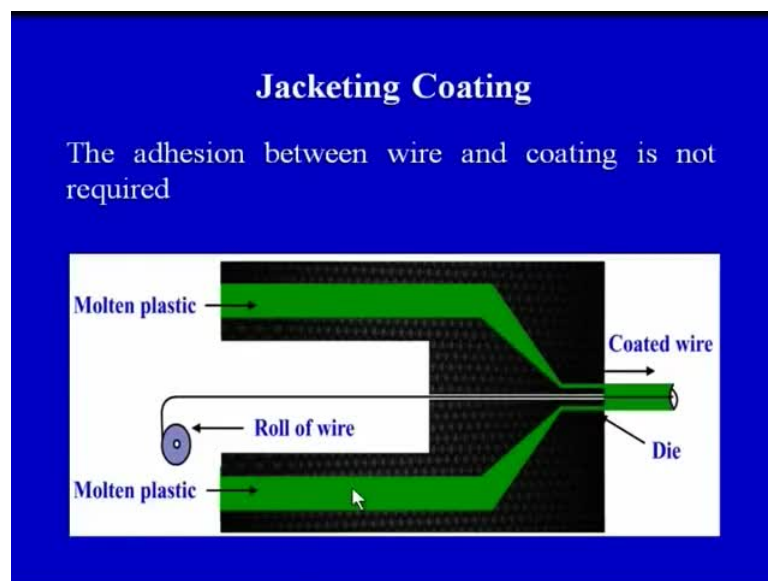 Jacketing Coating
The adhesion between wire and coating is not
required
Molten plastic
Coated wire
Roll of wire
Die
Molten plastic